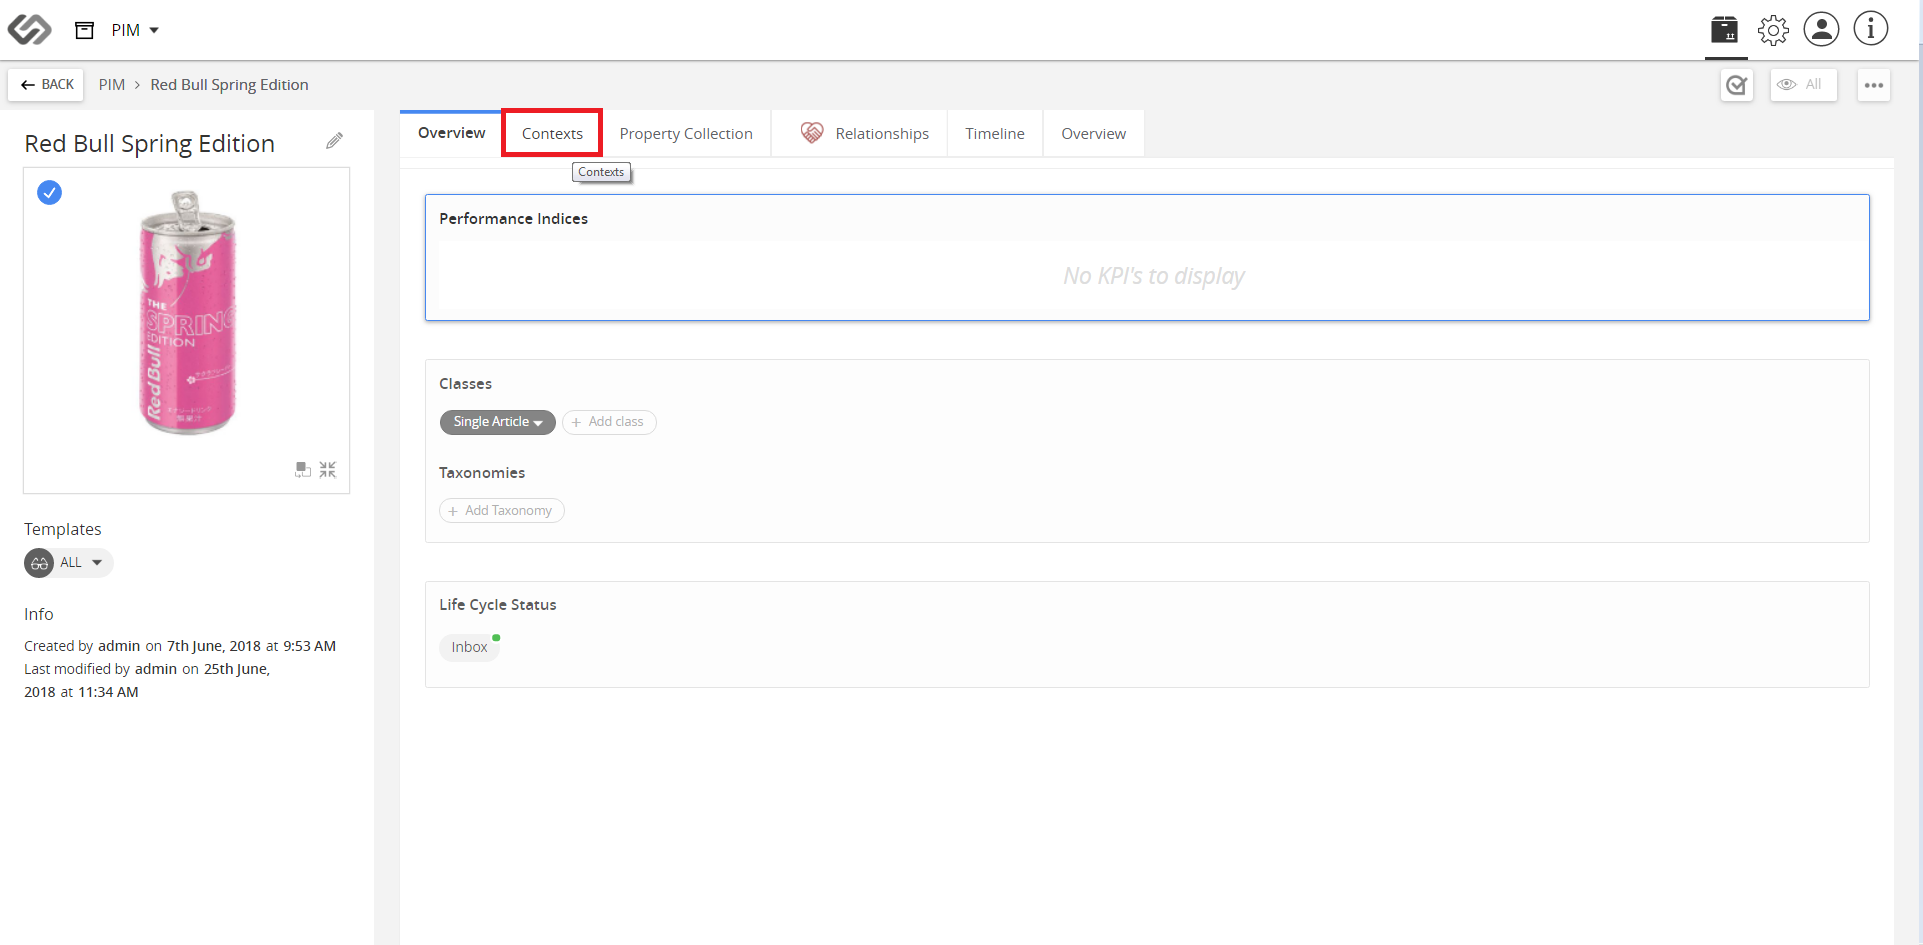 PIM
BACK
PIM > Red Bull Spring Edition
All
Red Bull Spring Edition
THE
SPRING
EDITION
Red Bull
Templates
ALL
Info
Created by admin on 7th June, 2018 at 9:53 AM
Last modified by admin on 25th June,
2018 at 11:34 AM
Overview
Contexts
Property Collection
Relationships
Timeline
Overview
Contexts
Performance Indices
No KPI's to display
Classes
Single Article
+ Add class
Taxonomies
+ Add Taxonomy
Life Cycle Status
Inbox